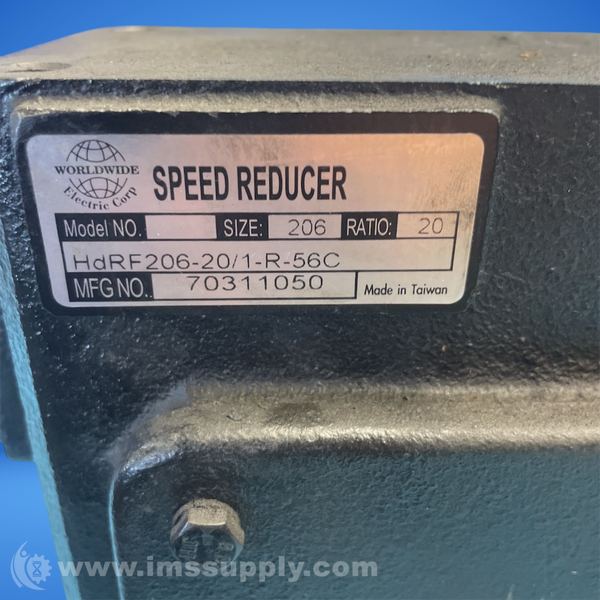 WORLDWIDE
Electric Corp
SPEED REDUCER
Model NO. SIZE: 206 RATIO: 20
HdRF206-20/1-R-56C
MFG NO.. 70311050 Made in Taiwan
www.imssupply.com